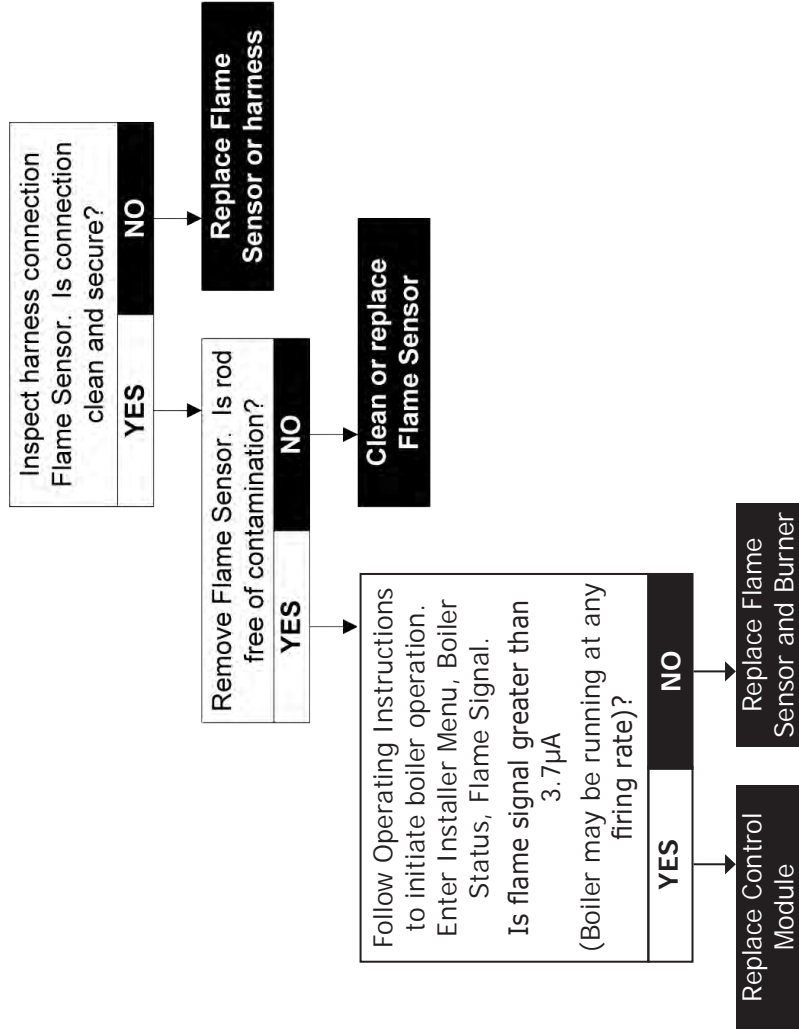 Inspect harness connection
Flame Sensor. Is connection
clean and secure?
YES
NO
Replace Flame
Sensor or harness
Remove Flame Sensor. Is rod
free of contamination?
YES
NO
Clean or replace
Flame Sensor
Follow Operating Instructions
to initiate boiler operation.
Enter Installer Menu, Boiler
Status, Flame Signal.
Is flame signal greater than
3.7µA
(Boiler may be running at any
firing rate)?
YES
NO
Replace Control
Module
Replace Flame
Sensor and Burner